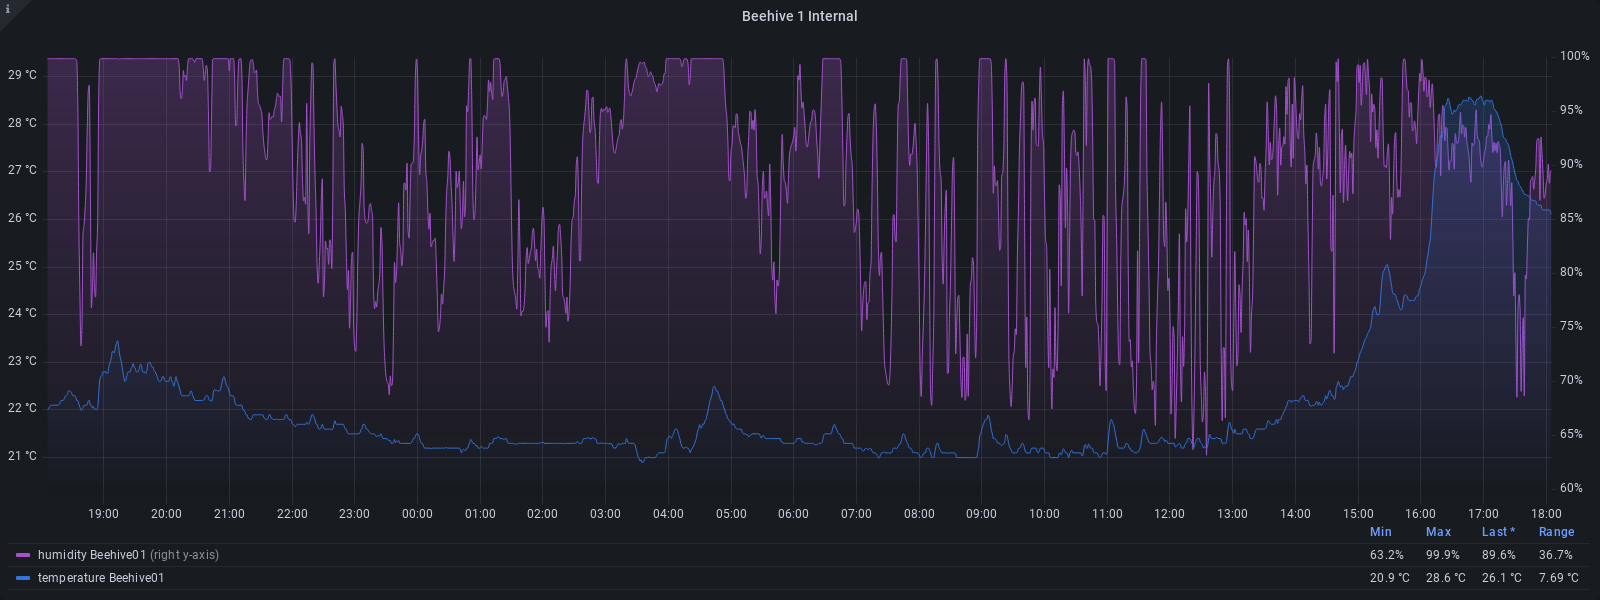 i
Beehive 1 Internal
29 °C
28 °C
27 °C
26 °C
25 °C
24 °C
23 °C
22 °C
21 °C
100%
95%
90%
85%
80%
75%
70%
65%
60%
19:00 20:00 21:00 22:00 23:00 00:00 01:00 02:00 03:00 04:00 05:00 06:00 07:00 08:00 09:00 10:00 11:00 12:00 13:00 14:00 15:00 16:00 17:00 18:00
Min Max Last * Range
humidity Beehive01 (right y-axis) 63.2% 99.9% 89.6% 36.7%
temperature Beehive01 20.9 °C 28.6 °C 26.1 °C 7.69 °C